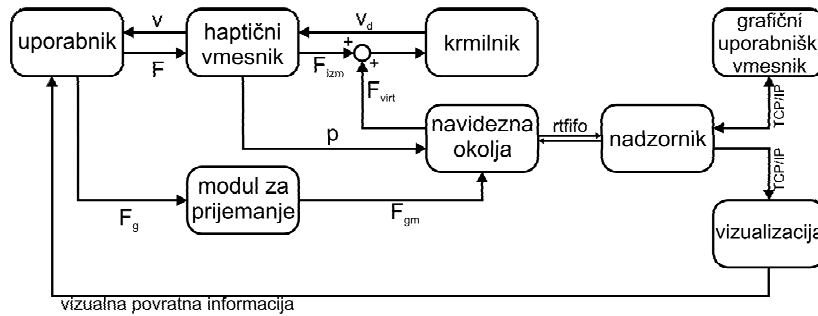 uporabnik
v
F
haptični
vmesnik
v_d
F_izm
+
+
F_virt
krmilnik
grafični
uporabnišk
vmesnik
TCP/IP
p
navidezna
okolja
rtfifo
nadzornik
TCP/IP
F_g
modul za
prijemanje
F_gm
vizualizacija
vizualna povratna informacija